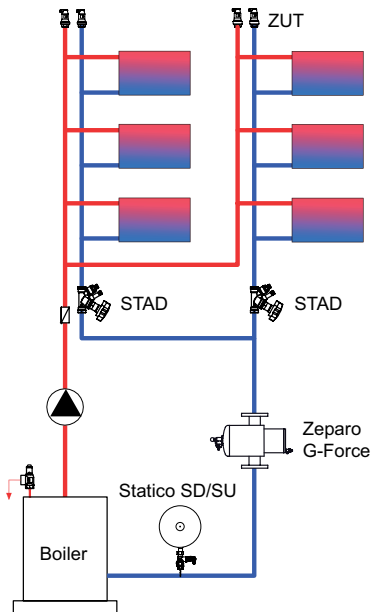 ZUT
STAD
STAD
Zeparo
G-Force
Statico SD/SU
Boiler